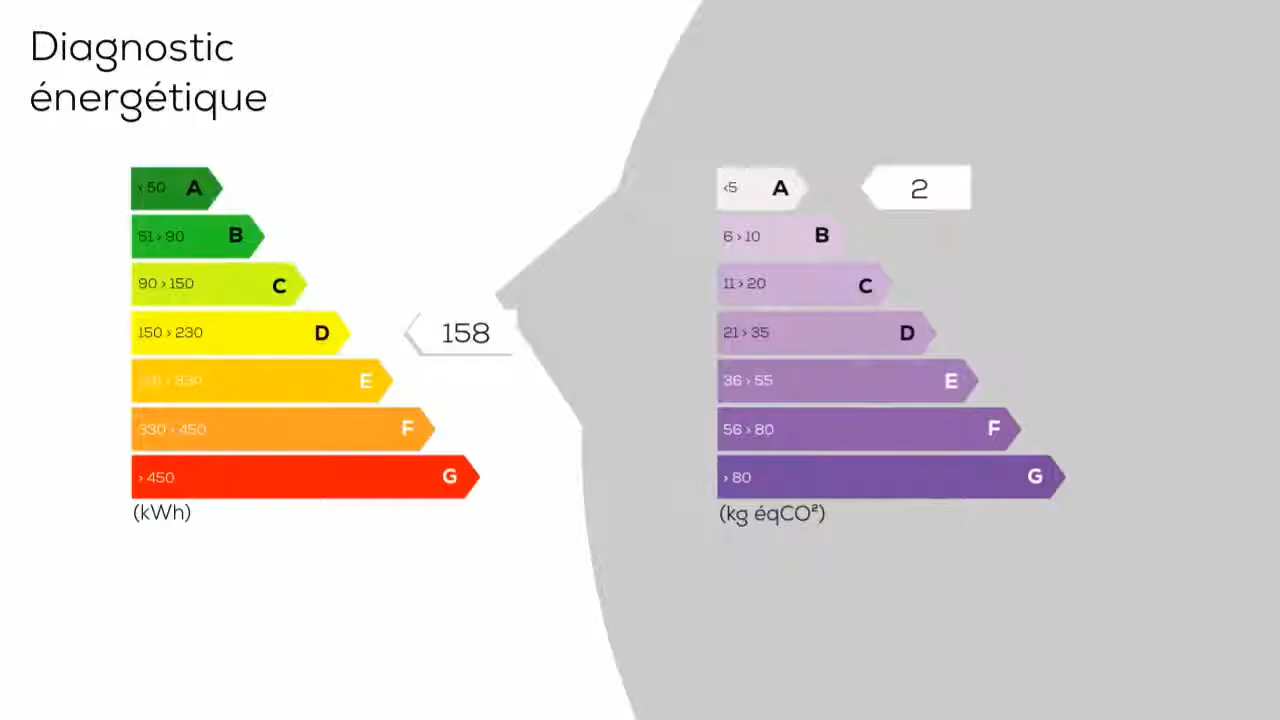 Diagnostic
énergétique
< 50 A
51 > 90 B
90 > 150 C
150 > 230 D
158
E
330 > 450 F
> 450 G
(kWh)
<5 A
2
6 > 10 B
11 > 20 C
21 > 35 D
36 > 55 E
56 > 80 F
> 80 G
(kg éqCO²)